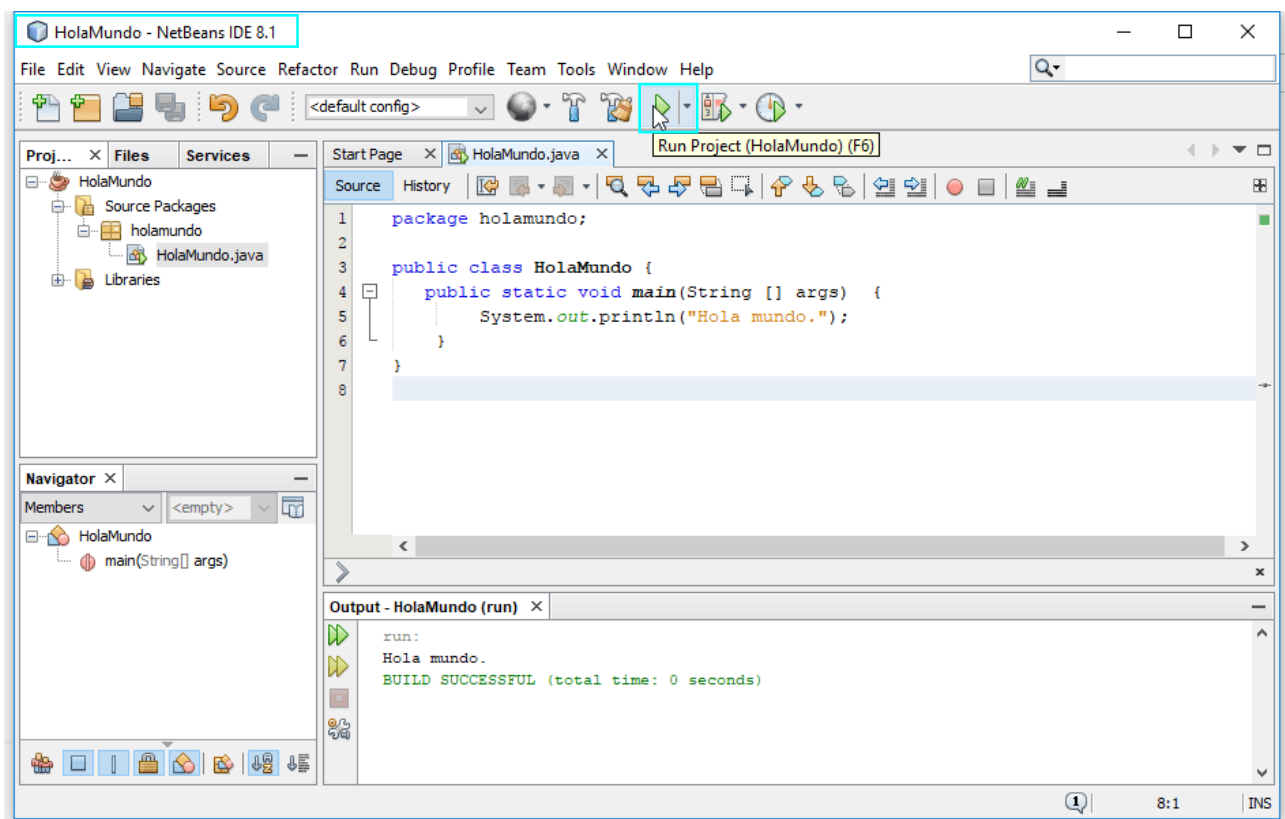 HolaMundo - NetBeans IDE 8.1
File Edit View Navigate Source Refactor Run Debug Profile Team Tools Window Help
<default config>
Run Project (HolaMundo) (F6)
Proj... Files Services
HolaMundo
Source Packages
holamundo
HolaMundo.java
Libraries
Start Page HolaMundo.java
Source History
1 package holamundo;
2
3 public class HolaMundo {
4 public static void main(String [] args) {
5 System.out.println("Hola mundo.");
6 }
7 }
8
Navigator
Members <empty>
HolaMundo
main(String[] args)
Output - HolaMundo (run)
run:
Hola mundo.
BUILD SUCCESSFUL (total time: 0 seconds)
1 8:1 INS